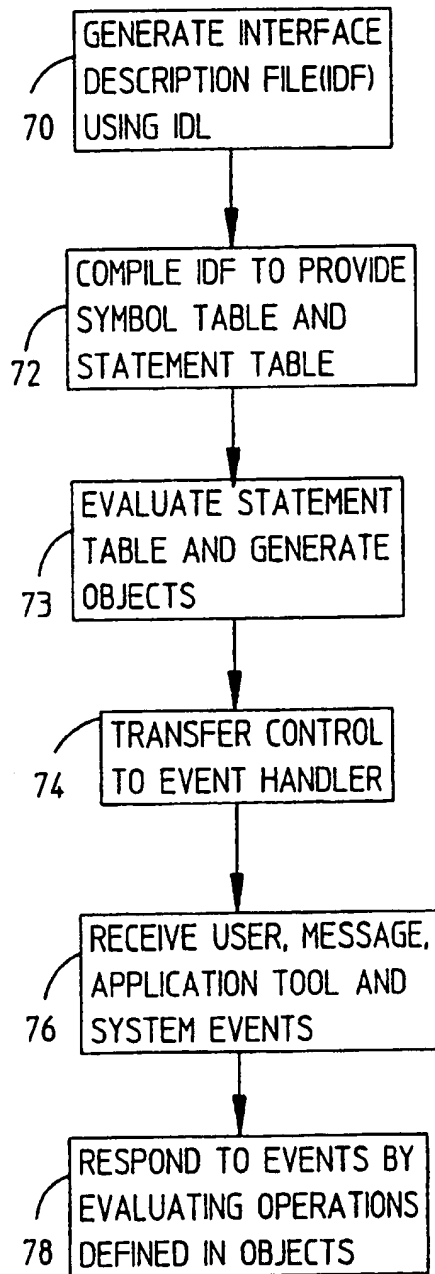 GENERATE INTERFACE
DESCRIPTION FILE(IDF)
USING IDL
70
COMPILE IDF TO PROVIDE
SYMBOL TABLE AND
STATEMENT TABLE
72
EVALUATE STATEMENT
TABLE AND GENERATE
OBJECTS
73
TRANSFER CONTROL
TO EVENT HANDLER
74
RECEIVE USER, MESSAGE,
APPLICATION TOOL AND
SYSTEM EVENTS
76
RESPOND TO EVENTS BY
EVALUATING OPERATIONS
DEFINED IN OBJECTS
78